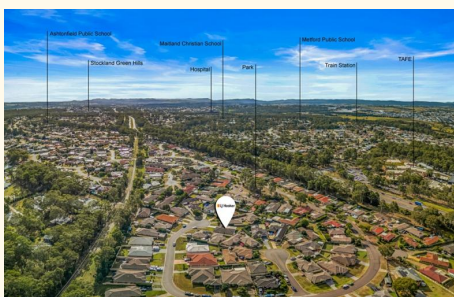 Ashtonfield Public School
Metford Public School
Maitland Christian School
Stockland Green Hills
Hospital
Park
Train Station
TAFE